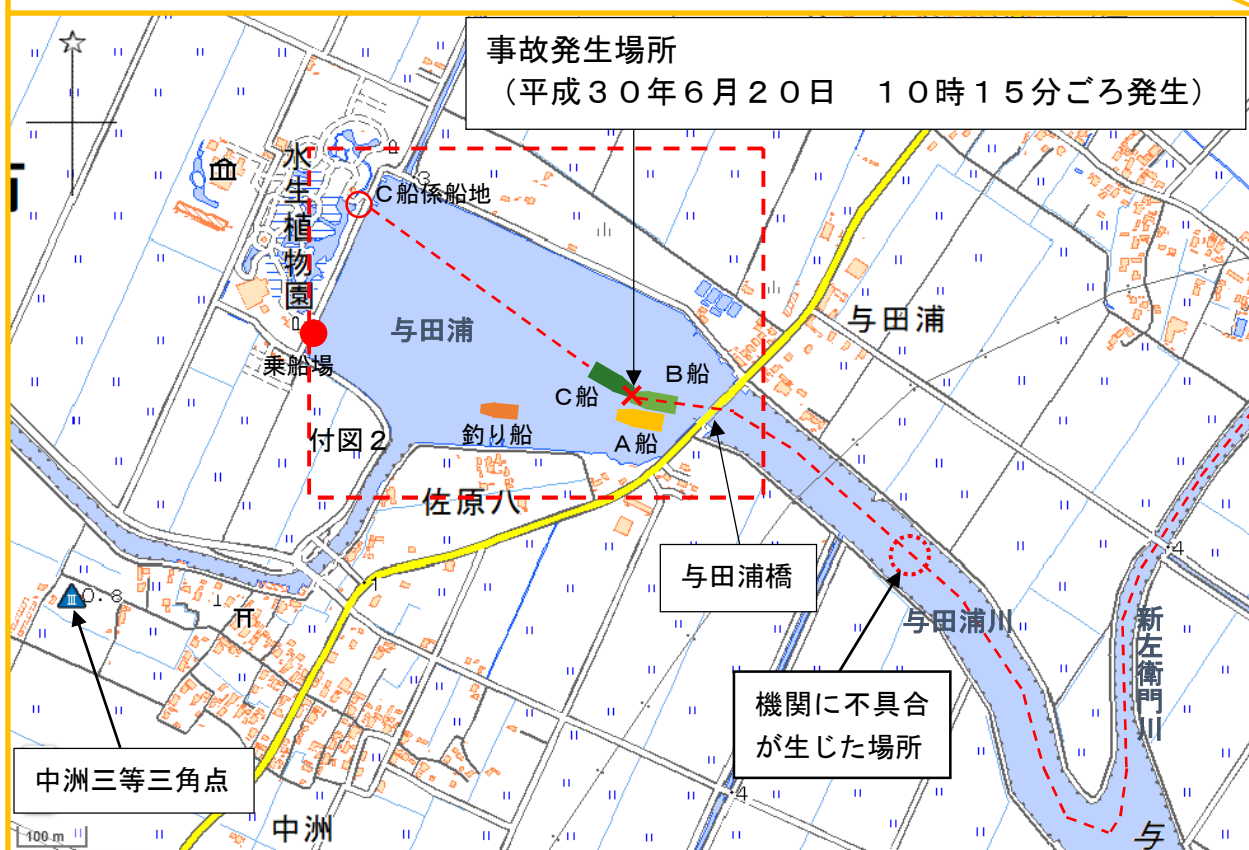 事故発生場所
（平成３０年６月２０日　１０時１５分ごろ発生）
水生植物園
3
Ｃ船係船地
与田浦
与田浦
乗船場
Ｃ船
Ｂ船
Ａ船
釣り船
付図２
佐原八
与田浦橋
4
1
0.8
与田浦川
新左衛門川
機関に不具合
が生じた場所
中洲三等三角点
4
中洲
与
100 m